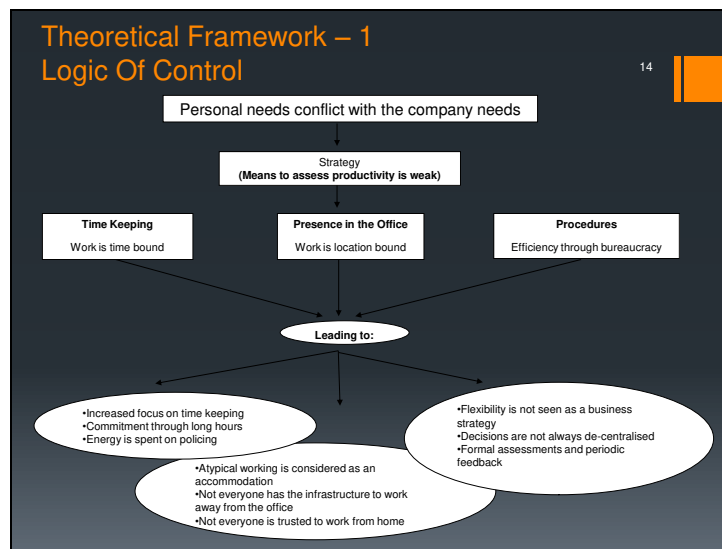 Theoretical Framework – 1
Logic Of Control
14
Personal needs conflict with the company needs
Strategy
(Means to assess productivity is weak)
Time Keeping
Work is time bound
Presence in the Office
Work is location bound
Procedures
Efficiency through bureaucracy
Leading to:
•Increased focus on time keeping
•Commitment through long hours
•Energy is spent on policing
•Atypical working is considered as an
accommodation
•Not everyone has the infrastructure to work
away from the office
•Not everyone is trusted to work from home
•Flexibility is not seen as a business
strategy
•Decisions are not always de-centralised
•Formal assessments and periodic
feedback